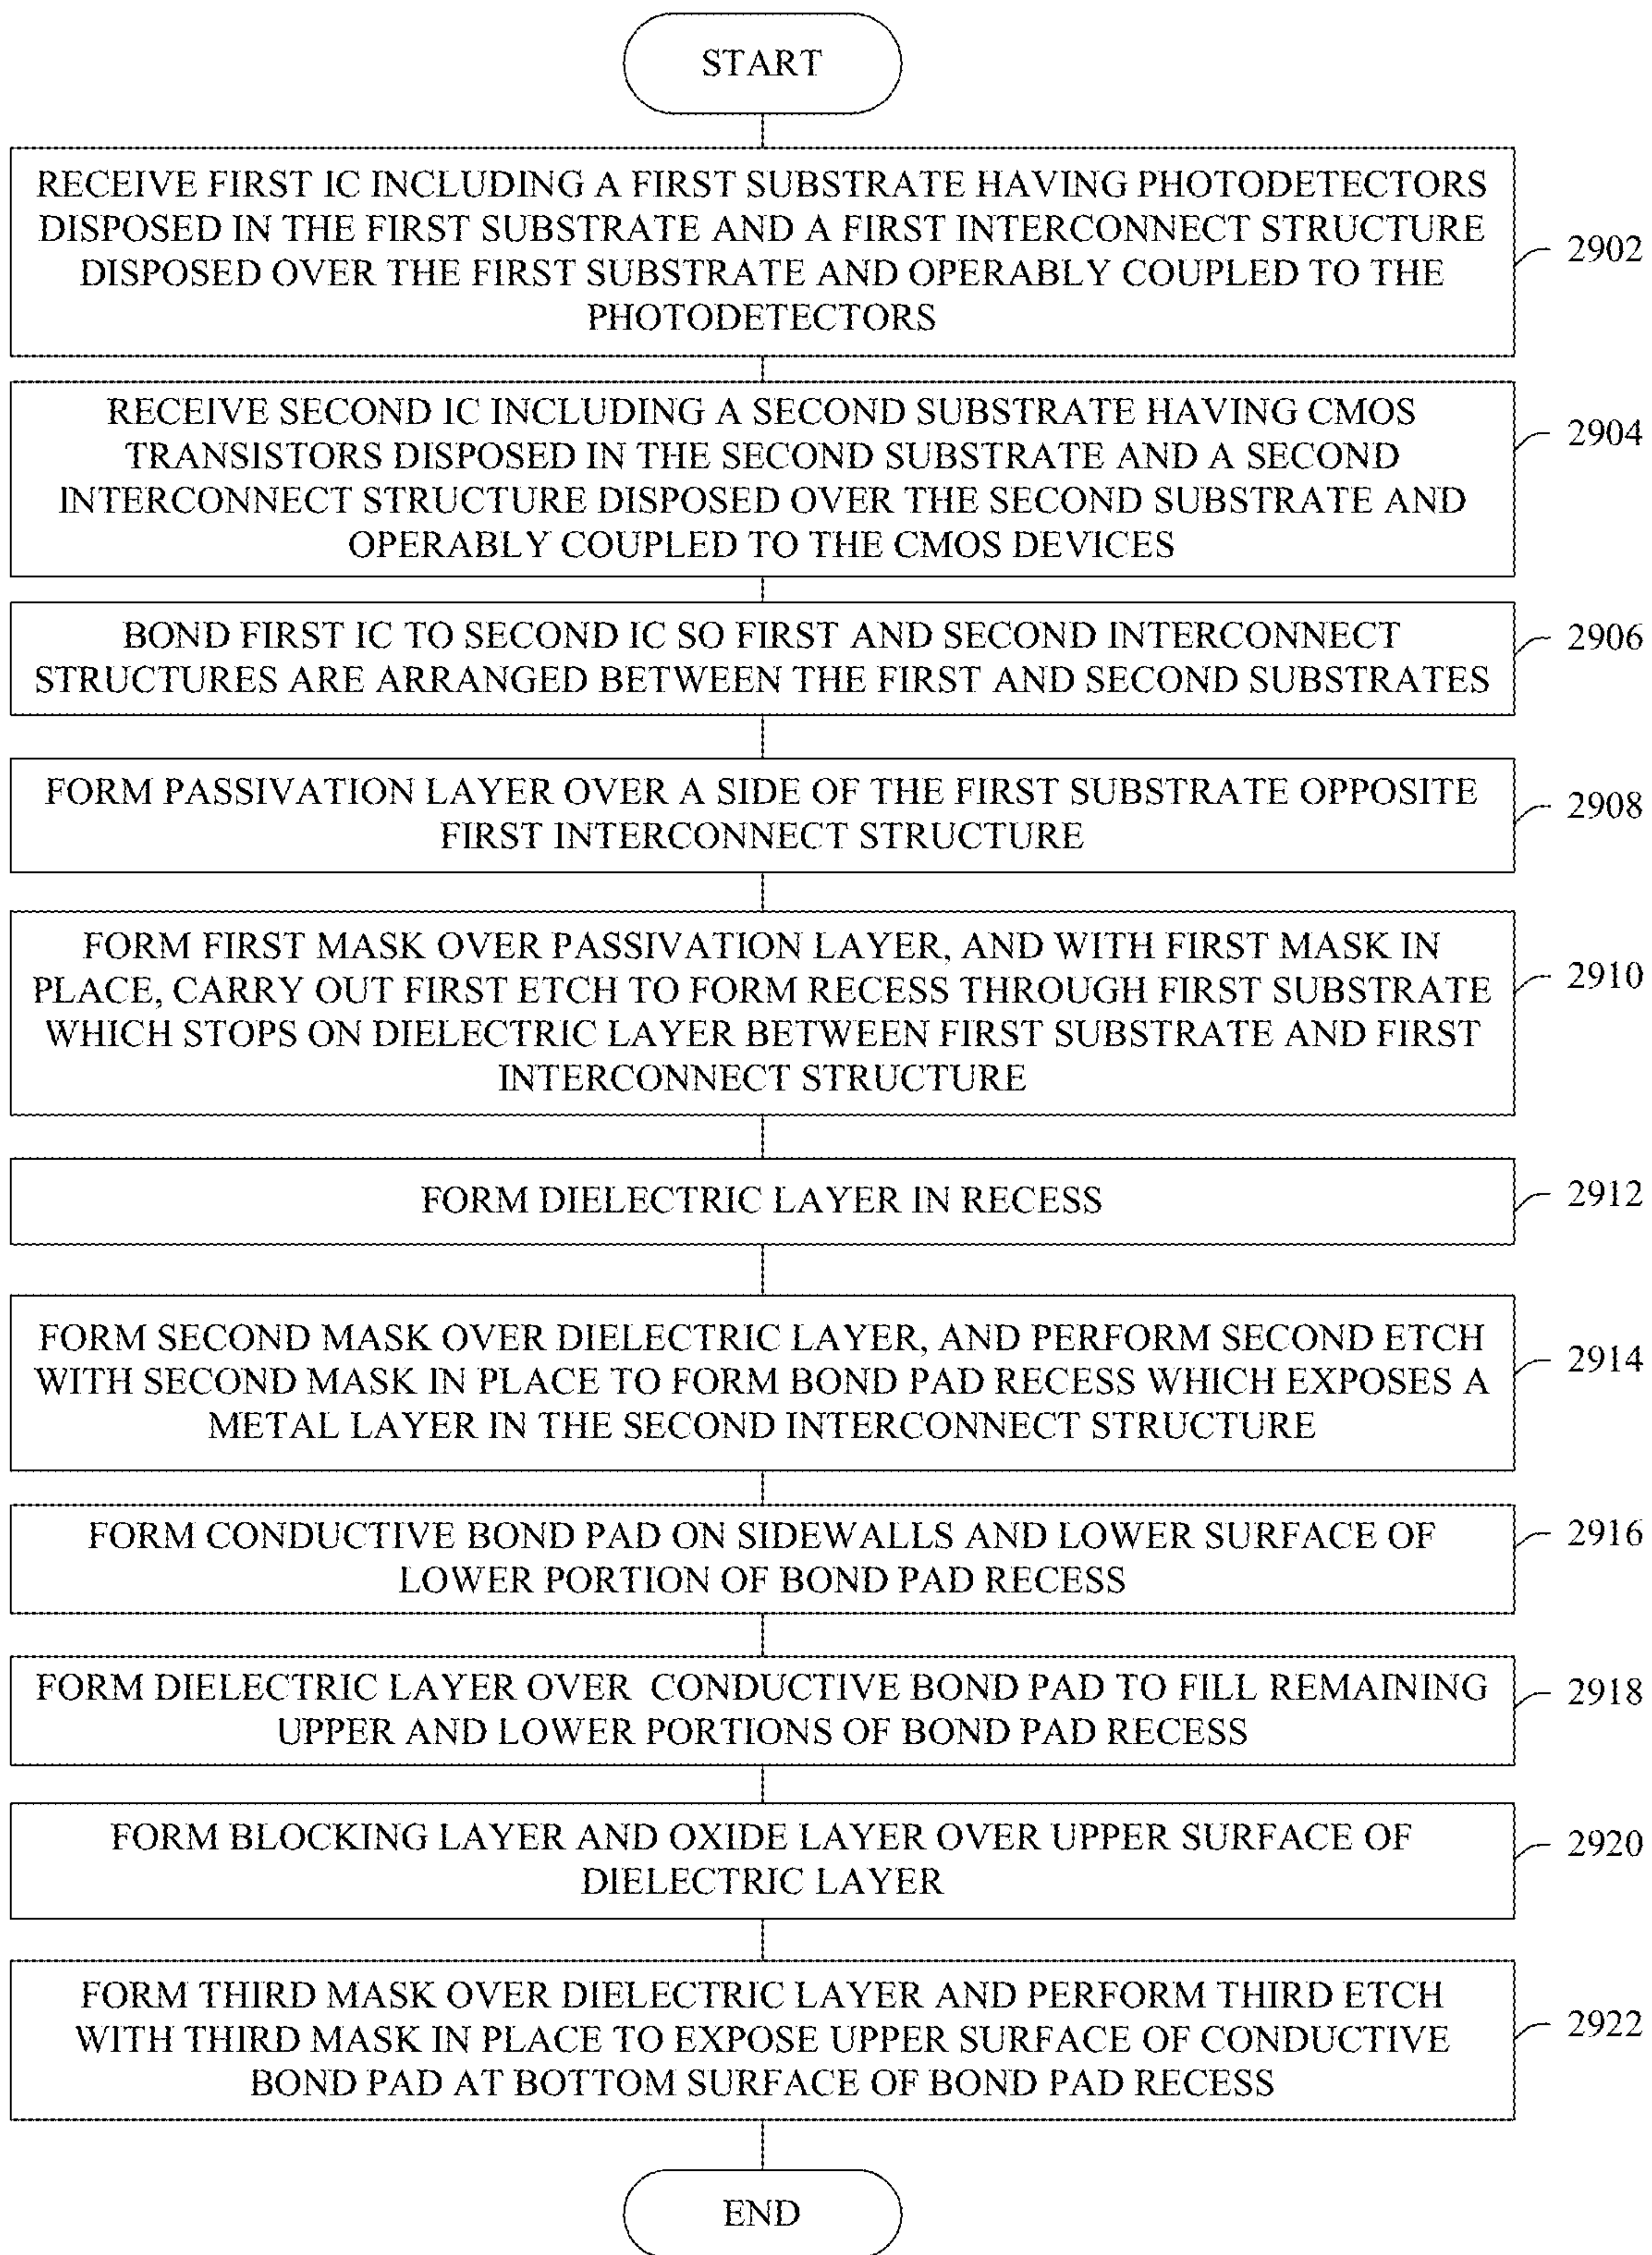 START
RECEIVE FIRST IC INCLUDING A FIRST SUBSTRATE HAVING PHOTODETECTORS
DISPOSED IN THE FIRST SUBSTRATE AND A FIRST INTERCONNECT STRUCTURE
DISPOSED OVER THE FIRST SUBSTRATE AND OPERABLY COUPLED TO THE
PHOTODETECTORS
2902
RECEIVE SECOND IC INCLUDING A SECOND SUBSTRATE HAVING CMOS
TRANSISTORS DISPOSED IN THE SECOND SUBSTRATE AND A SECOND
INTERCONNECT STRUCTURE DISPOSED OVER THE SECOND SUBSTRATE AND
OPERABLY COUPLED TO THE CMOS DEVICES
2904
BOND FIRST IC TO SECOND IC SO FIRST AND SECOND INTERCONNECT
STRUCTURES ARE ARRANGED BETWEEN THE FIRST AND SECOND SUBSTRATES
2906
FORM PASSIVATION LAYER OVER A SIDE OF THE FIRST SUBSTRATE OPPOSITE
FIRST INTERCONNECT STRUCTURE
2908
FORM FIRST MASK OVER PASSIVATION LAYER, AND WITH FIRST MASK IN
PLACE, CARRY OUT FIRST ETCH TO FORM RECESS THROUGH FIRST SUBSTRATE
WHICH STOPS ON DIELECTRIC LAYER BETWEEN FIRST SUBSTRATE AND FIRST
INTERCONNECT STRUCTURE
2910
FORM DIELECTRIC LAYER IN RECESS
2912
FORM SECOND MASK OVER DIELECTRIC LAYER, AND PERFORM SECOND ETCH
WITH SECOND MASK IN PLACE TO FORM BOND PAD RECESS WHICH EXPOSES A
METAL LAYER IN THE SECOND INTERCONNECT STRUCTURE
2914
FORM CONDUCTIVE BOND PAD ON SIDEWALLS AND LOWER SURFACE OF
LOWER PORTION OF BOND PAD RECESS
2916
FORM DIELECTRIC LAYER OVER CONDUCTIVE BOND PAD TO FILL REMAINING
UPPER AND LOWER PORTIONS OF BOND PAD RECESS
2918
FORM BLOCKING LAYER AND OXIDE LAYER OVER UPPER SURFACE OF
DIELECTRIC LAYER
2920
FORM THIRD MASK OVER DIELECTRIC LAYER AND PERFORM THIRD ETCH
WITH THIRD MASK IN PLACE TO EXPOSE UPPER SURFACE OF CONDUCTIVE
BOND PAD AT BOTTOM SURFACE OF BOND PAD RECESS
2922
END